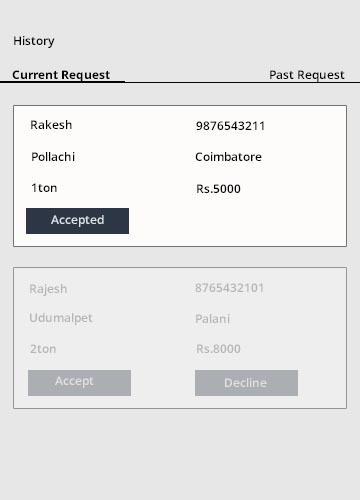 History
Current Request Past Request
Rakesh 9876543211
Pollachi Coimbatore
1ton Rs.5000
Accepted
Rajesh 8765432101
Udumalpet Palani
2ton Rs.8000
Accept Decline